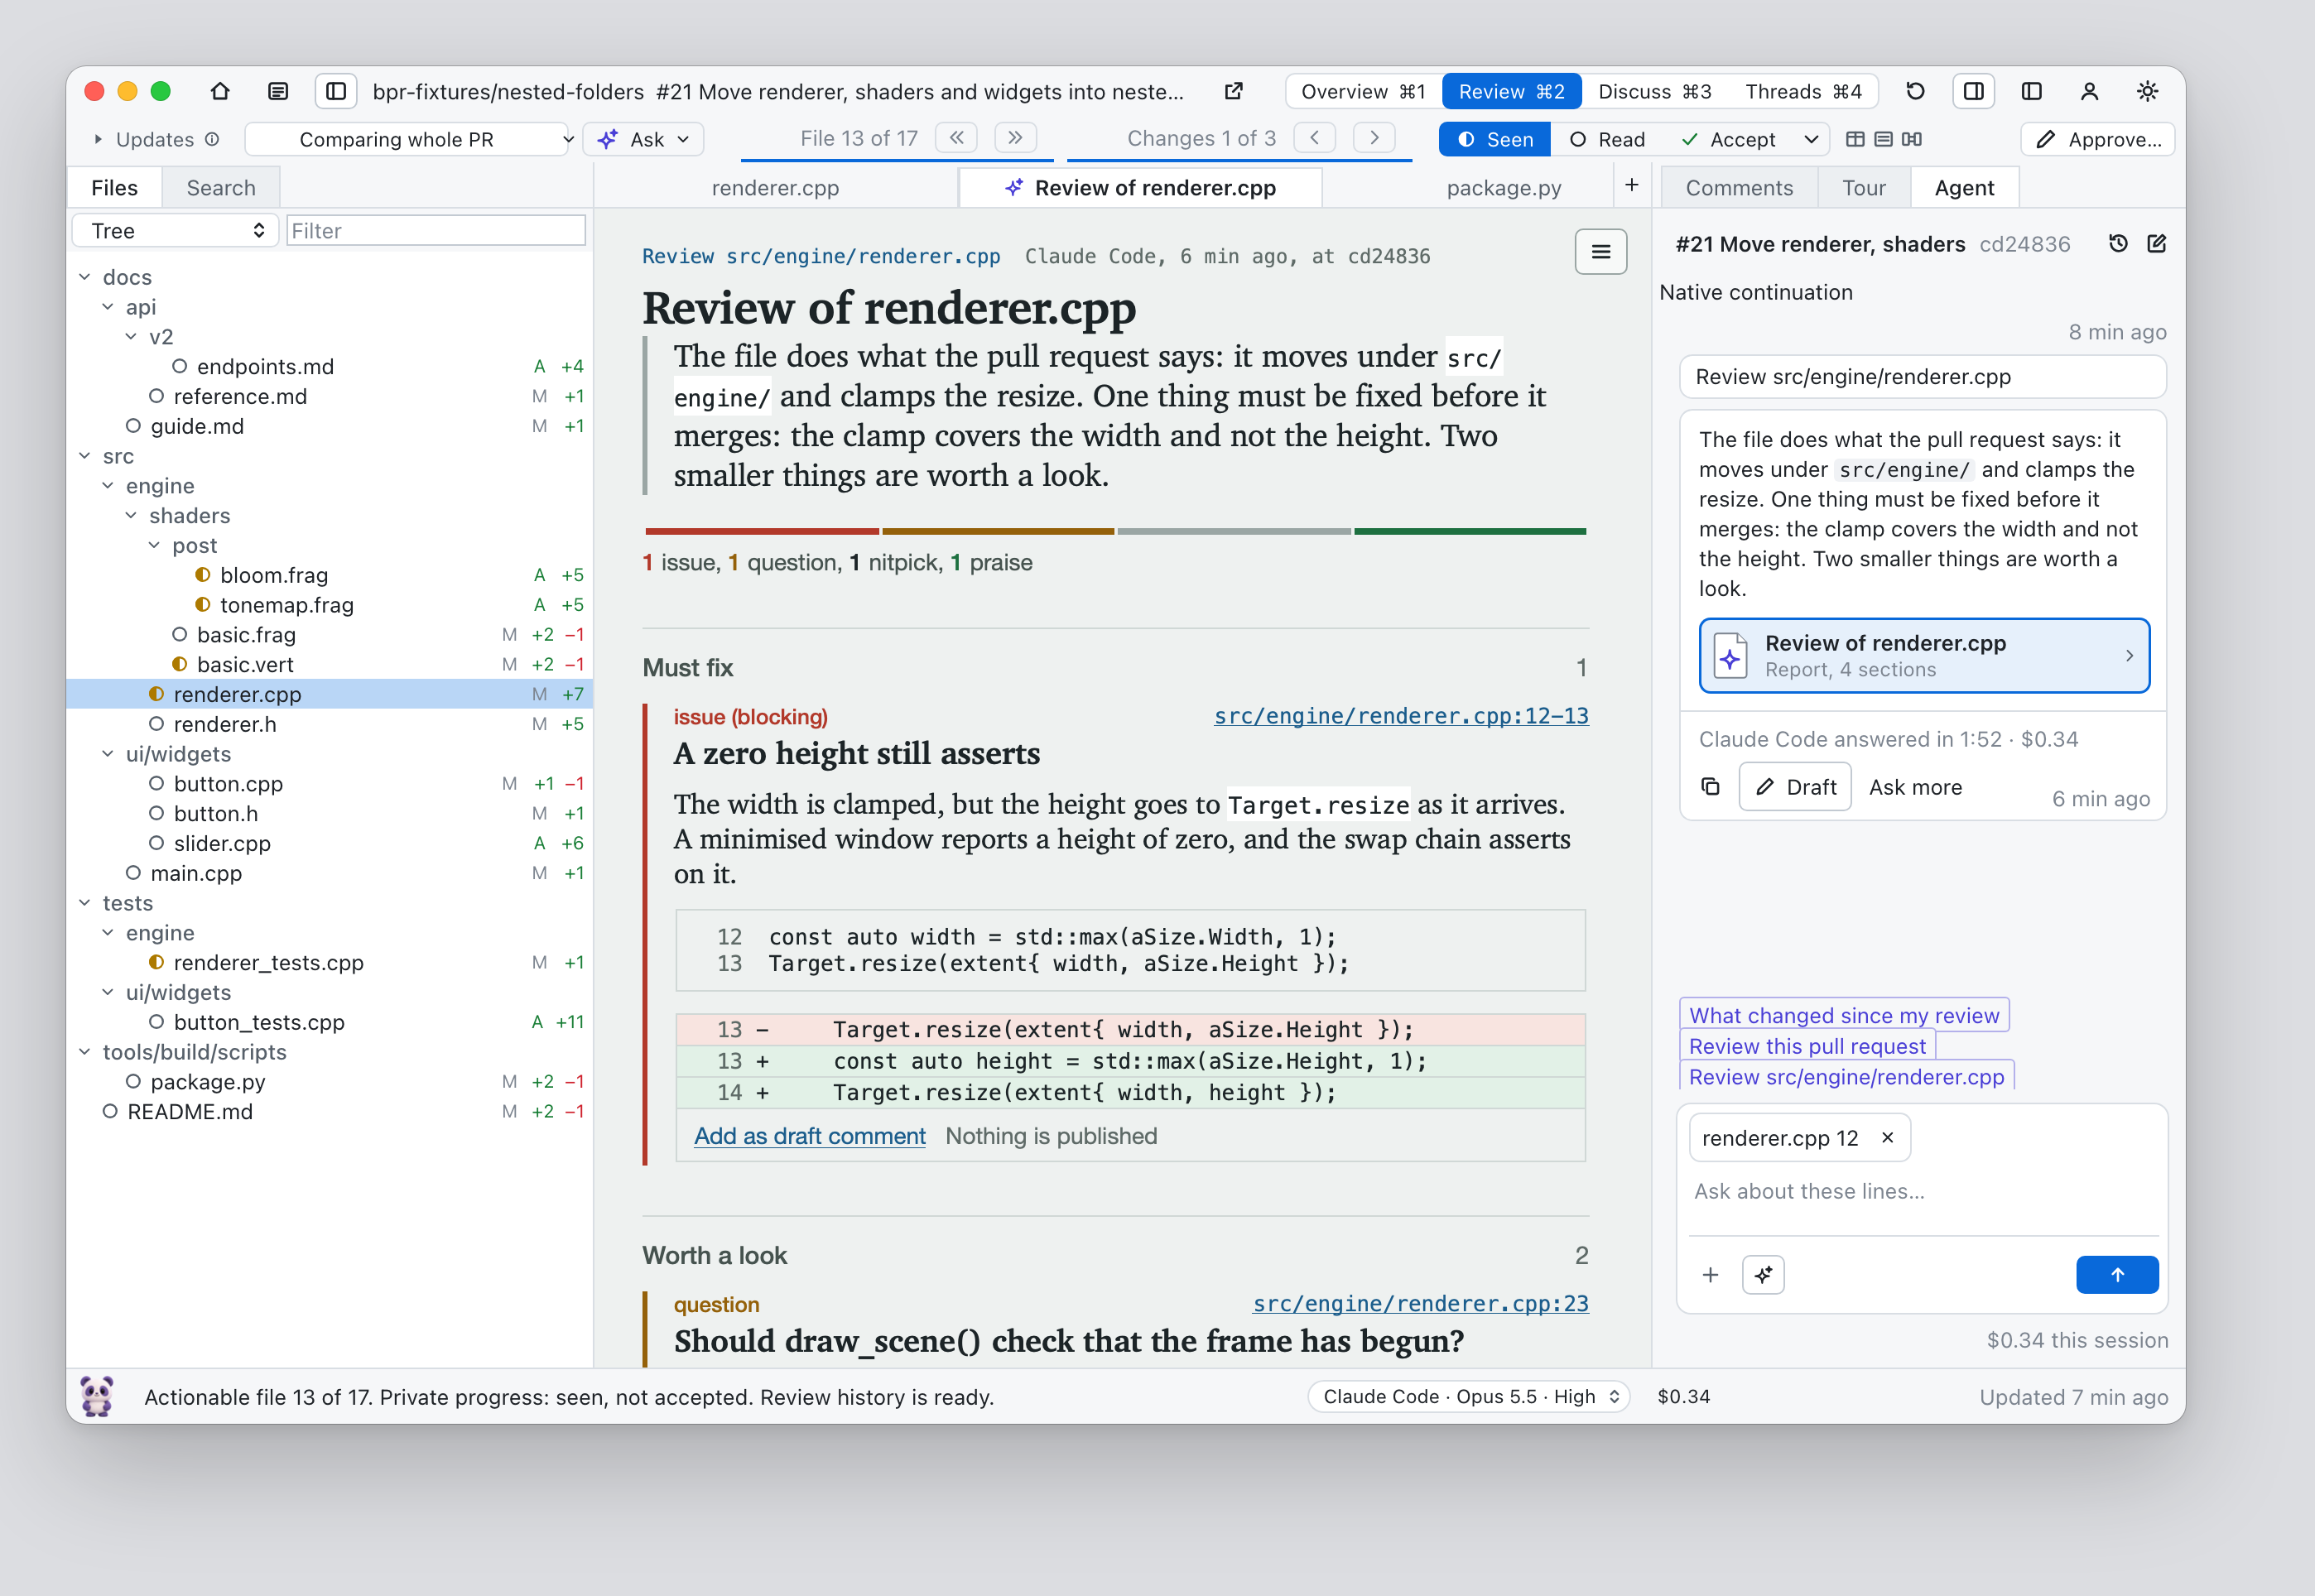 bpr-fixtures/nested-folders #21 Move renderer, shaders and widgets into neste...
Overview ⌘1 Review ⌘2 Discuss ⌘3 Threads ⌘4
Updates Comparing whole PR Ask File 13 of 17 Changes 1 of 3 Seen Read Accept Approve...
Files Search
Tree Filter
docs
api
v2
endpoints.md A +4
reference.md M +1
guide.md M +1
src
engine
shaders
post
bloom.frag A +5
tonemap.frag A +5
basic.frag M +2 −1
basic.vert M +2 −1
renderer.cpp M +7
renderer.h M +5
ui/widgets
button.cpp M +1 −1
button.h M +1
slider.cpp A +6
main.cpp M +1
tests
engine
renderer_tests.cpp M +1
ui/widgets
button_tests.cpp A +11
tools/build/scripts
package.py M +2 −1
README.md M +2 −1
renderer.cpp Review of renderer.cpp package.py +
Review src/engine/renderer.cpp Claude Code, 6 min ago, at cd24836
Review of renderer.cpp
The file does what the pull request says: it moves under src/
engine/ and clamps the resize. One thing must be fixed before it
merges: the clamp covers the width and not the height. Two
smaller things are worth a look.
1 issue, 1 question, 1 nitpick, 1 praise
Must fix 1
issue (blocking) src/engine/renderer.cpp:12–13
A zero height still asserts
The width is clamped, but the height goes to Target.resize as it arrives.
A minimised window reports a height of zero, and the swap chain asserts
on it.
12 const auto width = std::max(aSize.Width, 1);
13 Target.resize(extent{ width, aSize.Height });
13 − Target.resize(extent{ width, aSize.Height });
13 + const auto height = std::max(aSize.Height, 1);
14 + Target.resize(extent{ width, height });
Add as draft comment Nothing is published
Worth a look 2
question src/engine/renderer.cpp:23
Should draw_scene() check that the frame has begun?
Comments Tour Agent
#21 Move renderer, shaders cd24836
Native continuation
8 min ago
Review src/engine/renderer.cpp
The file does what the pull request says: it
moves under src/engine/ and clamps the
resize. One thing must be fixed before it
merges: the clamp covers the width and not
the height. Two smaller things are worth a
look.
Review of renderer.cpp
Report, 4 sections
Claude Code answered in 1:52 · $0.34
Draft Ask more 6 min ago
What changed since my review
Review this pull request
Review src/engine/renderer.cpp
renderer.cpp 12 ×
Ask about these lines...
$0.34 this session
Actionable file 13 of 17. Private progress: seen, not accepted. Review history is ready.
Claude Code · Opus 5.5 · High $0.34 Updated 7 min ago